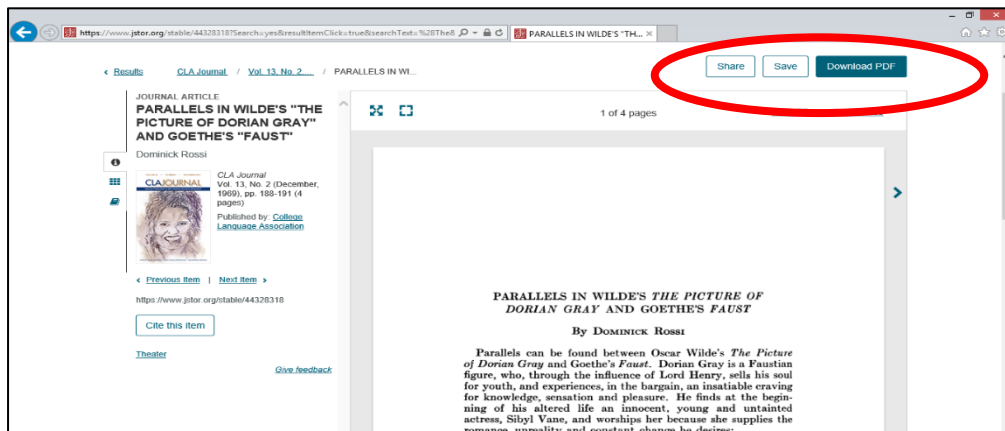 https://www.jstor.org/stable/44328318?Search=yes&resultItemClick=true&searchText=%28The8
PARALLELS IN WILDE'S "TH...
Results CLA Journal / Vol. 13, No. 2.... / PARALLELS IN WI...
Share Save Download PDF
JOURNAL ARTICLE
PARALLELS IN WILDE'S "THE
PICTURE OF DORIAN GRAY"
AND GOETHE'S "FAUST"
Dominick Rossi
CLAJOURNAL
CLA Journal
Vol. 13, No. 2 (December,
1969), pp. 188-191 (4
pages)
Published by: College
Language Association
Previous Item | Next Item
https://www.jstor.org/stable/44328318
Cite this item
Theater
Give feedback
1 of 4 pages
PARALLELS IN WILDE'S THE PICTURE OF
DORIAN GRAY AND GOETHE'S FAUST
By Dominick Rossi
Parallels can be found between Oscar Wilde's The Picture
of Dorian Gray and Goethe's Faust. Dorian Gray is a Faustian
figure, who, through the influence of Lord Henry, sells his soul
for youth, and experiences, in the bargain, an insatiable craving
for knowledge, sensation and pleasure. He finds at the begin-
ning of his altered life an innocent, young and untainted
actress, Sibyl Vane, and worships her because she supplies the
romance, unreality and constant change he desires: